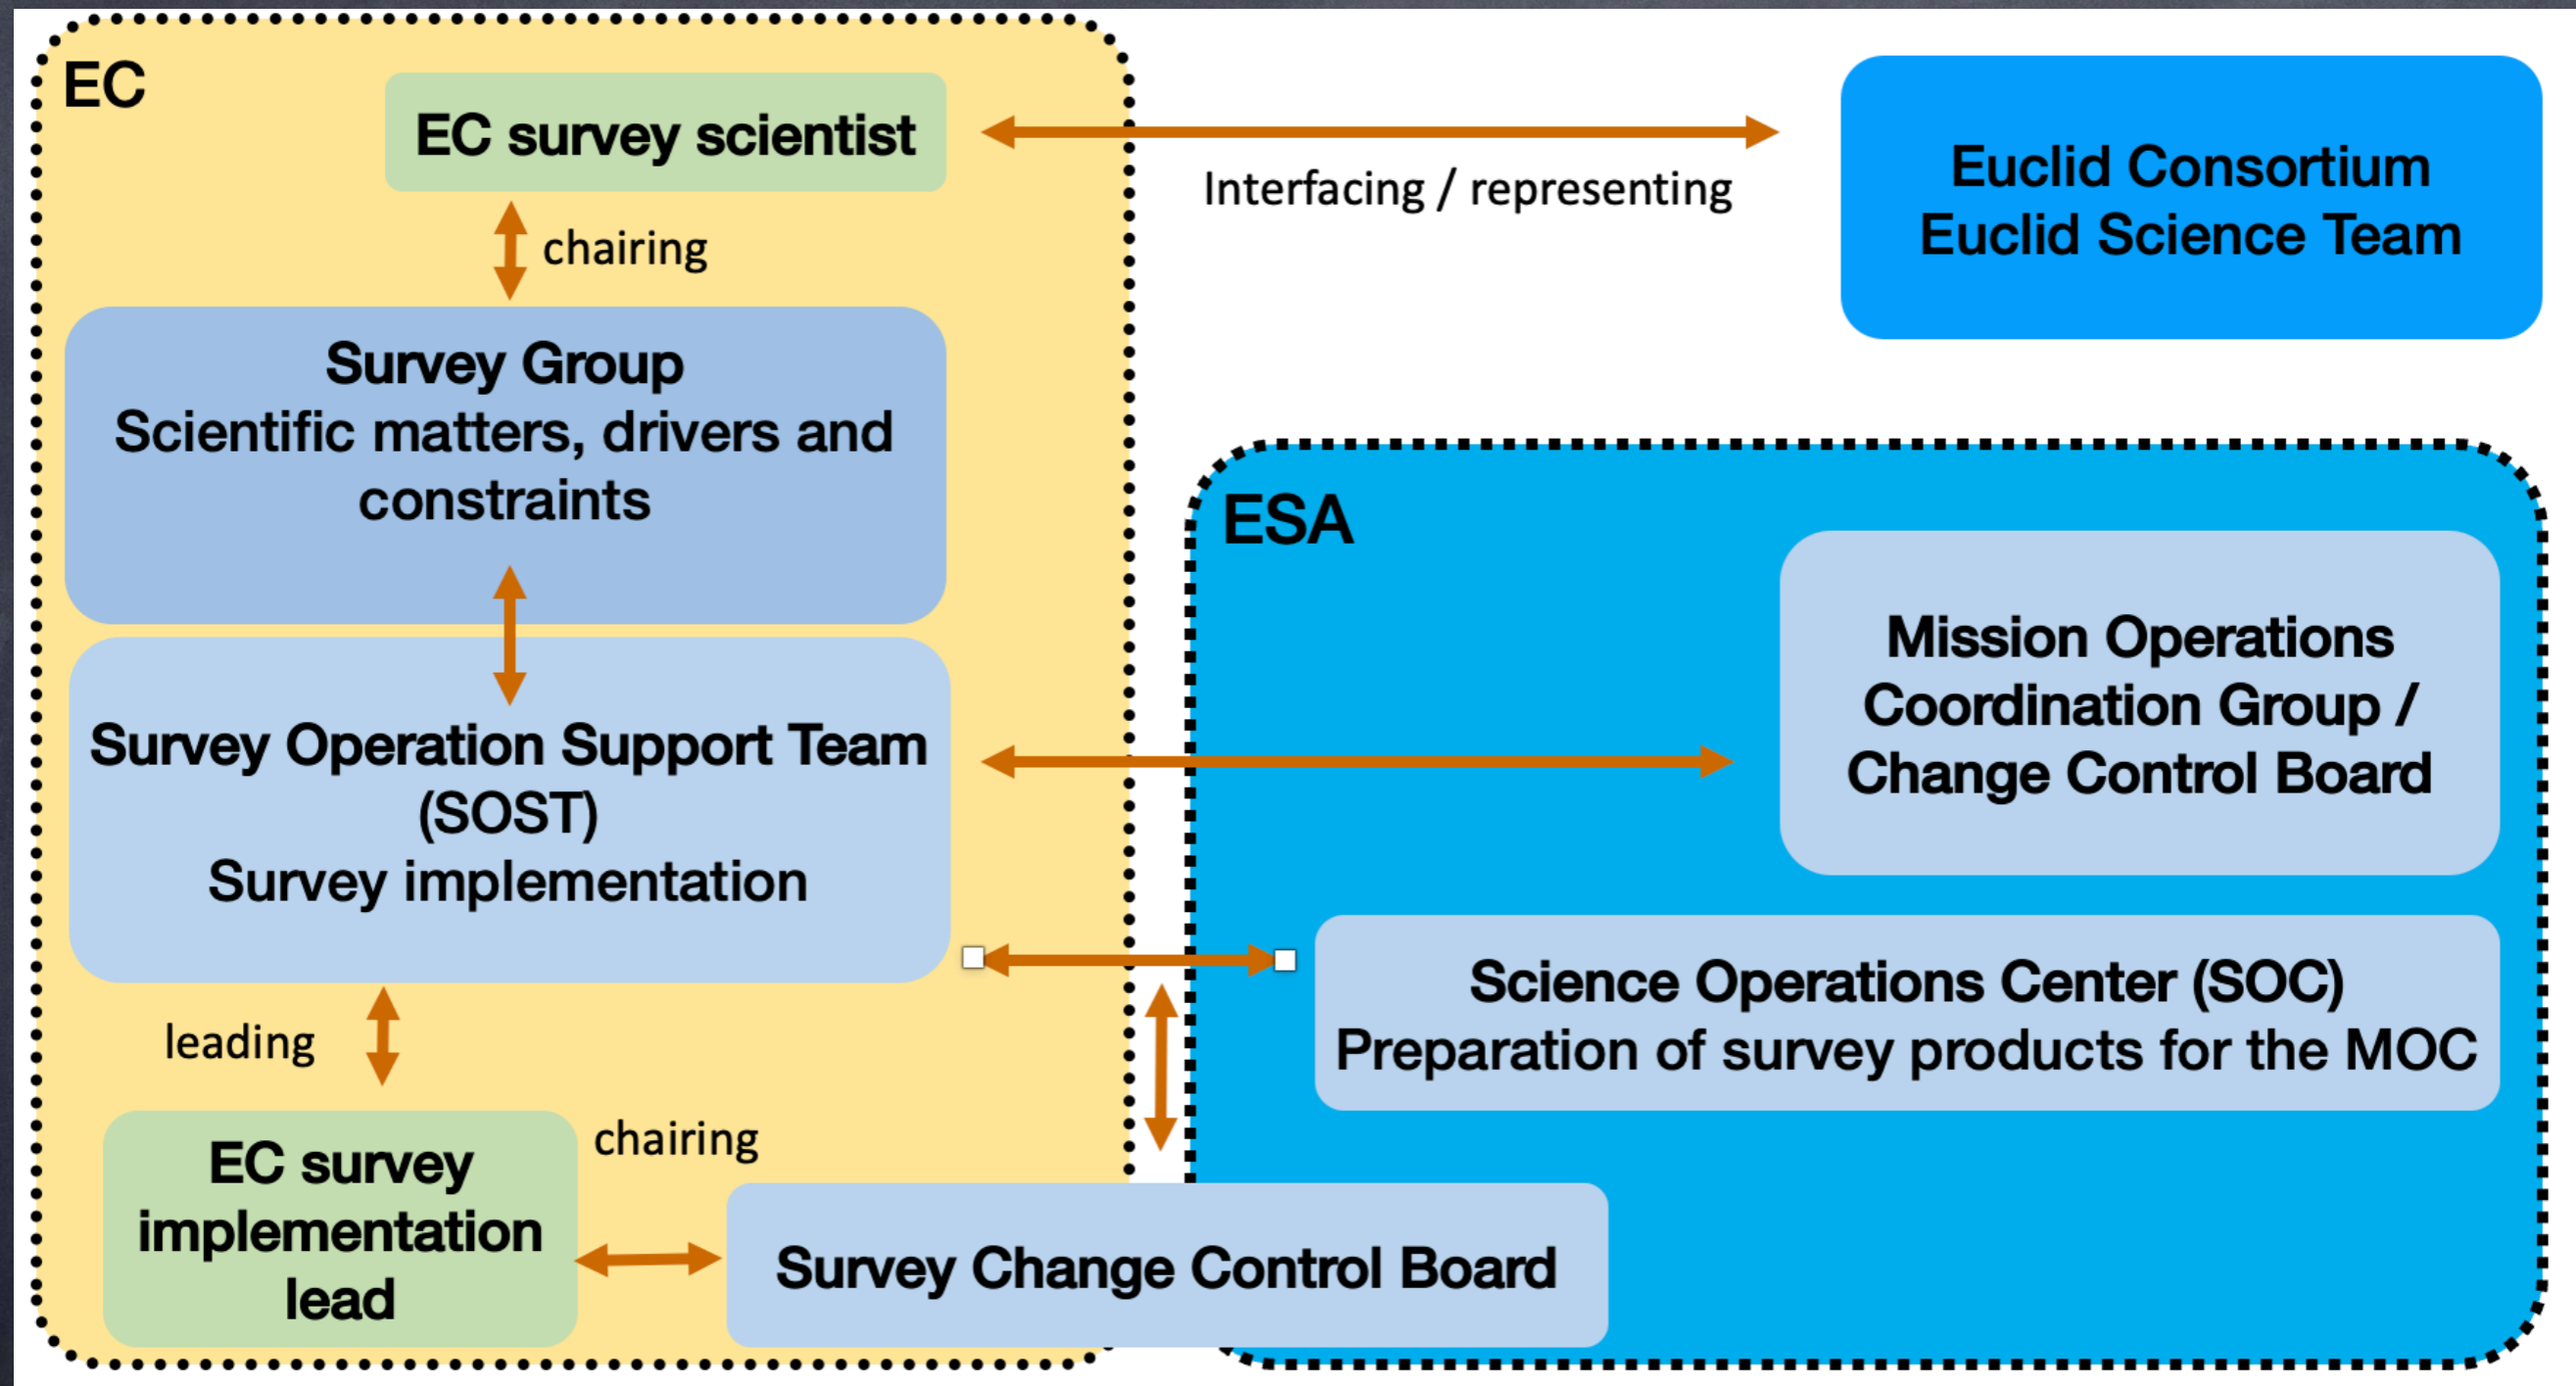 EC
EC survey scientist
Interfacing / representing
Euclid Consortium
Euclid Science Team
chairing
Survey Group
Scientific matters, drivers and
constraints
ESA
Survey Operation Support Team
(SOST)
Survey implementation
Mission Operations
Coordination Group /
Change Control Board
Science Operations Center (SOC)
Preparation of survey products for the MOC
leading
EC survey
implementation
lead
chairing
Survey Change Control Board